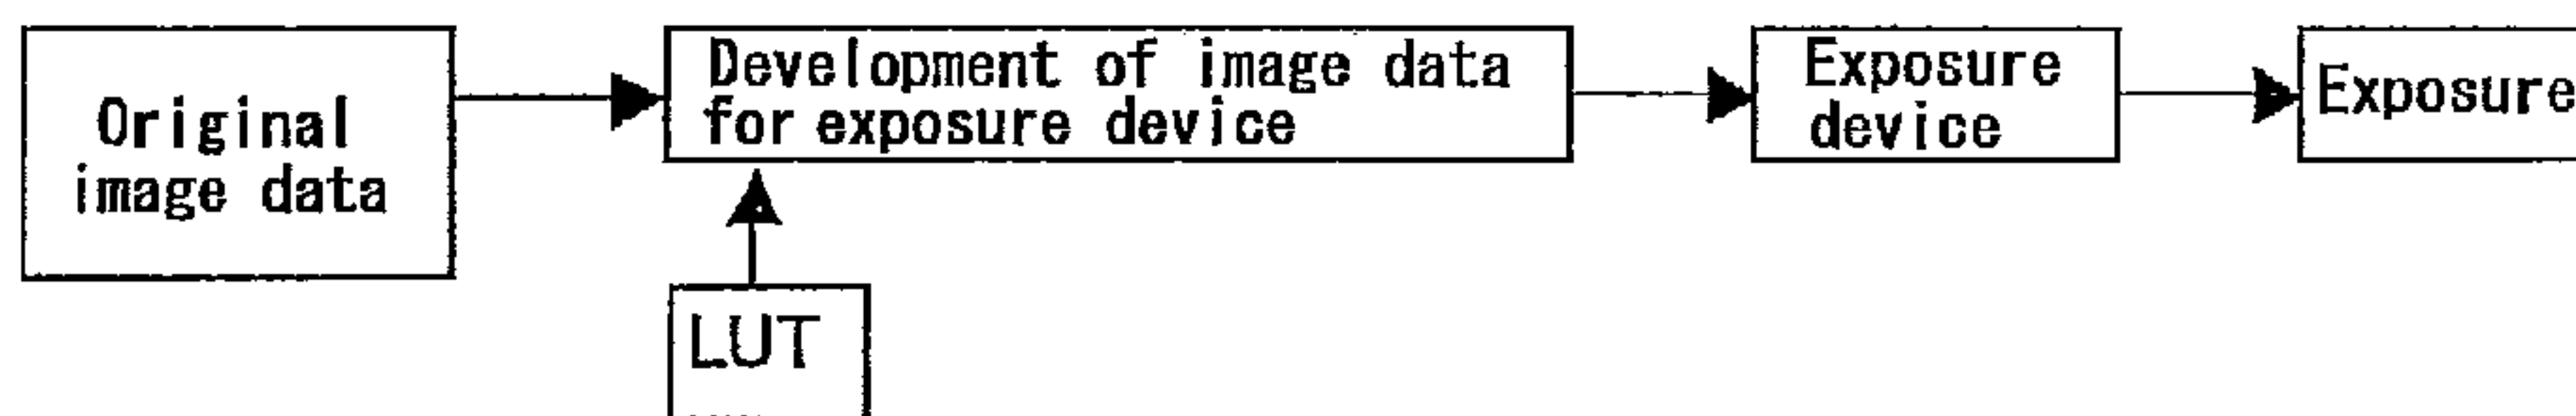 Original
image data
Development of image data
for exposure device
Exposure
device
Exposure
LUT